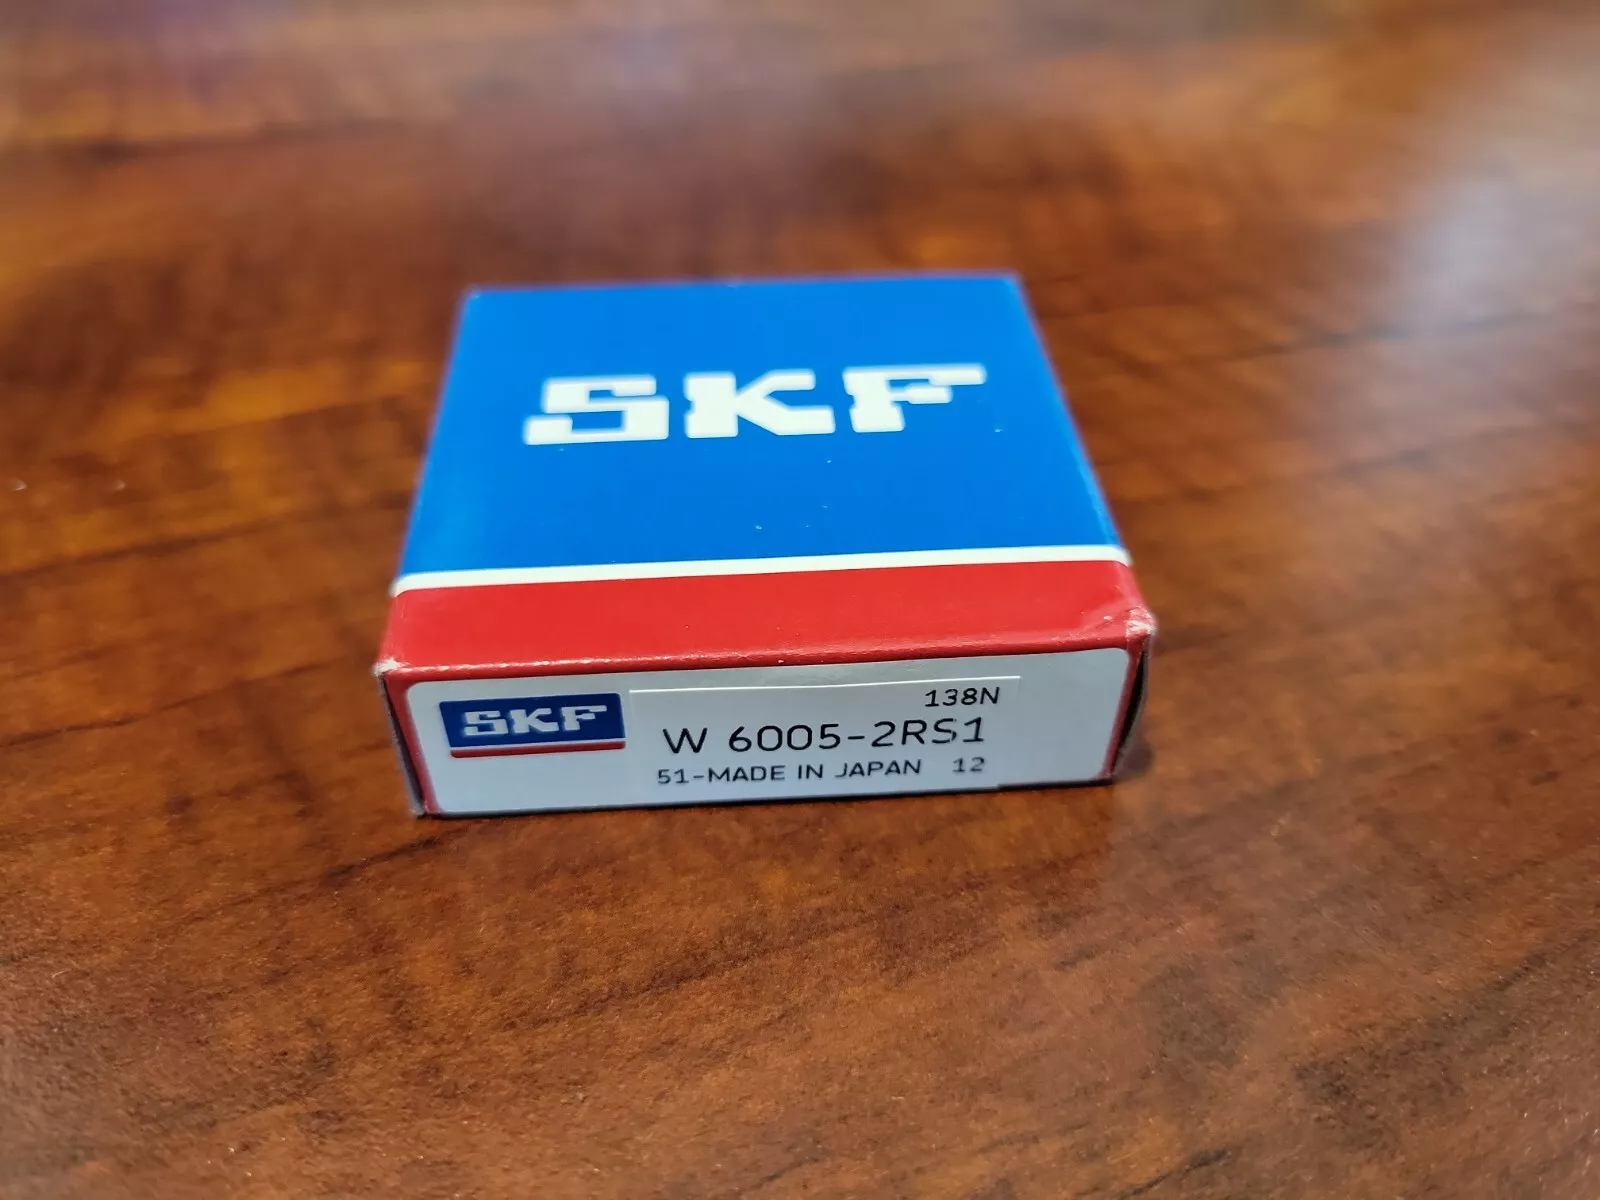 SKF
SKF
138N
W 6005-2RS1
51-MADE IN JAPAN 12